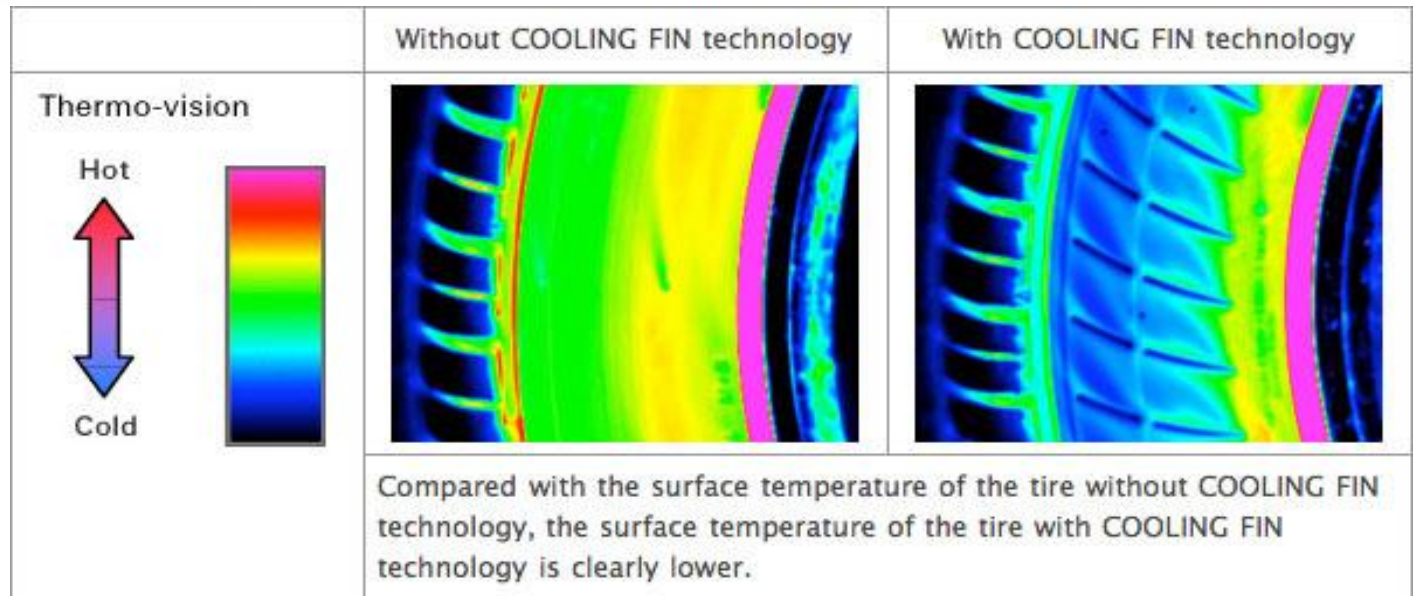 Without COOLING FIN technology
With COOLING FIN technology
Thermo-vision
Hot
Cold
Compared with the surface temperature of the tire without COOLING FIN
technology, the surface temperature of the tire with COOLING FIN
technology is clearly lower.